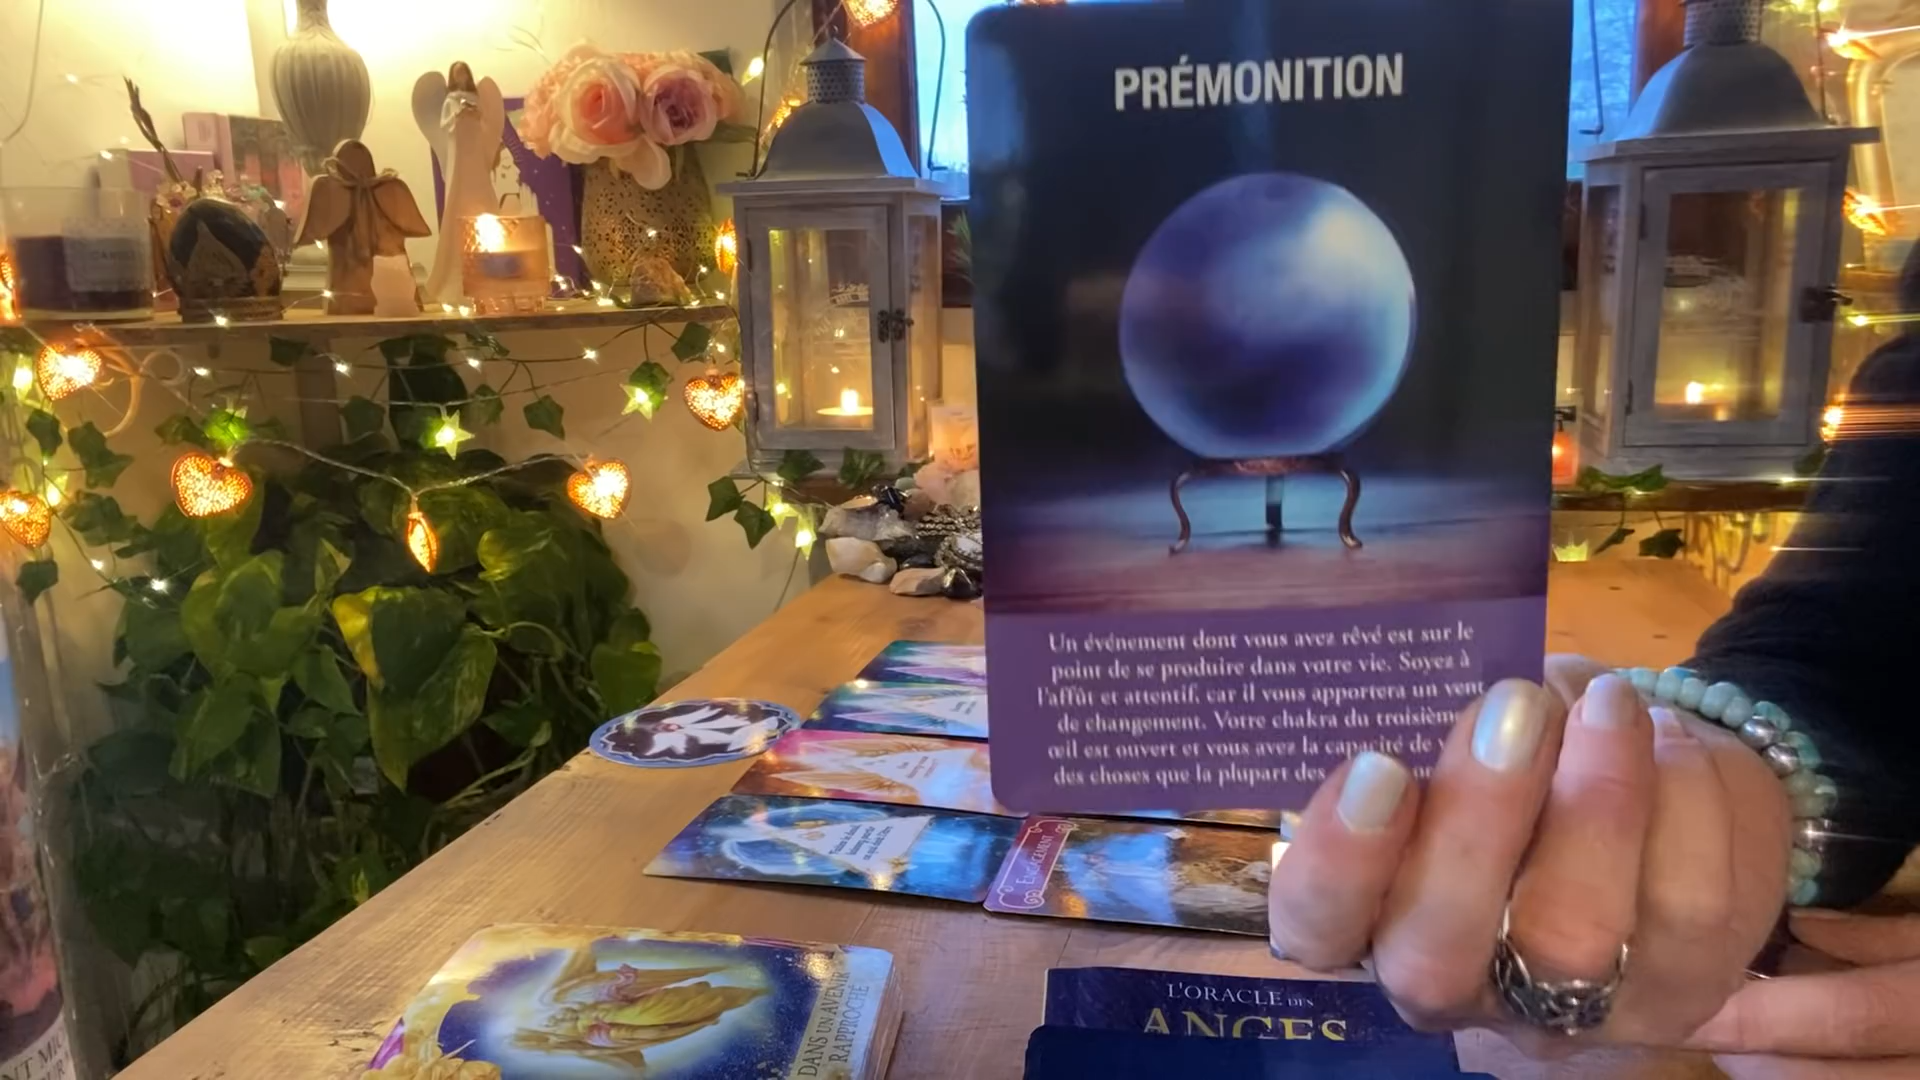 PRÉMONITION
Un événement dont vous avez rêvé est sur le
point de se produire dans votre vie. Soyez à
l'affût et attentif, car il vous apportera un vent
de changement. Votre chakra du troisième
œil est ouvert et vous avez la capacité de
des choses que la plupart des
ENGAGEMENT
DANS UN AVENIR
RAPPROCHÉ
L'ORACLE DES
ANGES